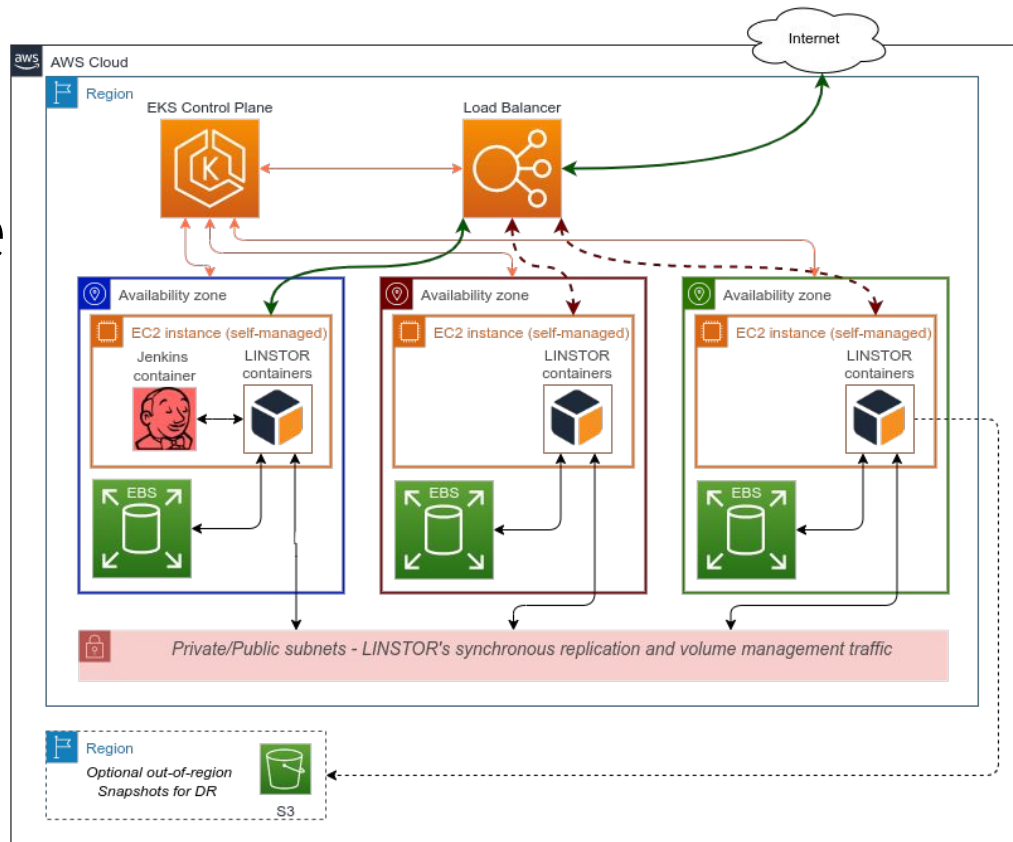 Internet
aws
AWS Cloud
Region
EKS Control Plane
Load Balancer
K
e
Availability zone
Availability zone
Availability zone
EC2 instance (self-managed)
EC2 instance (self-managed)
EC2 instance (self-managed)
Jenkins
container
LINSTOR
containers
LINSTOR
containers
LINSTOR
containers
EBS
EBS
EBS
Private/Public subnets - LINSTOR's synchronous replication and volume management traffic
Region
Optional out-of-region
Snapshots for DR
S3